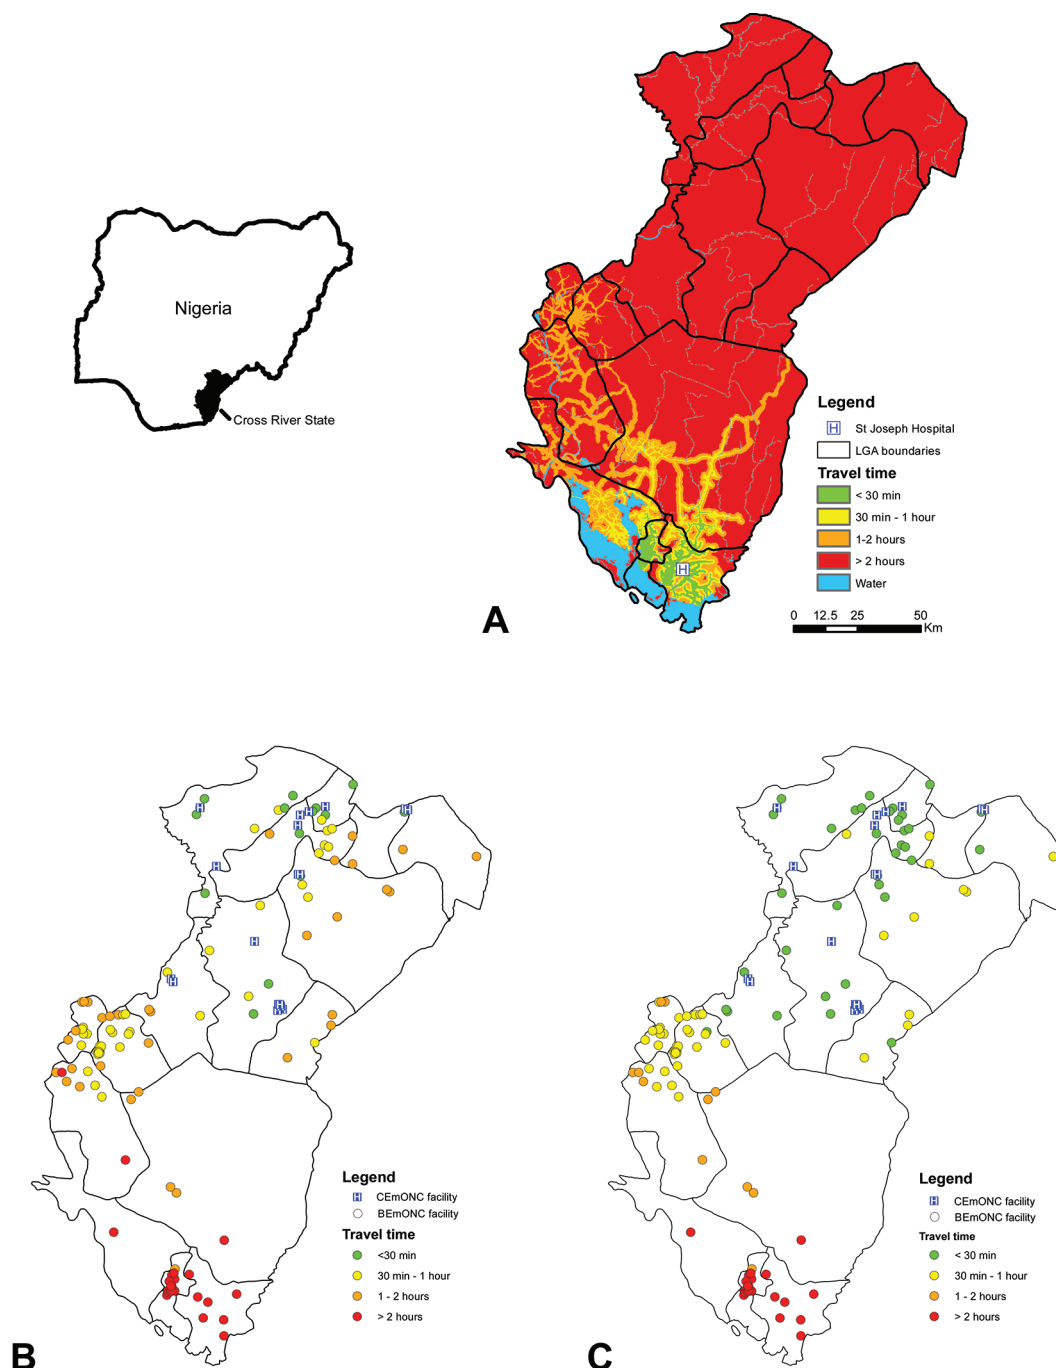 Nigeria
Cross River State
Legend
H St Joseph Hospital
LGA boundaries
Travel time
< 30 min
30 min - 1 hour
1-2 hours
> 2 hours
Water
H
A
0 12.5 25 50
Km
H
H
H
H
H
H
H
H
H
H
H
H
Legend
H CEmONC facility
BEmONC facility
Travel time
<30 min
30 min - 1 hour
1 - 2 hours
> 2 hours
B
H
H
H
H
H
H
H
H
H
H
H
H
Legend
H CEmONC facility
BEmONC facility
Travel time
< 30 min
30 min - 1 hour
1 - 2 hours
> 2 hours
C